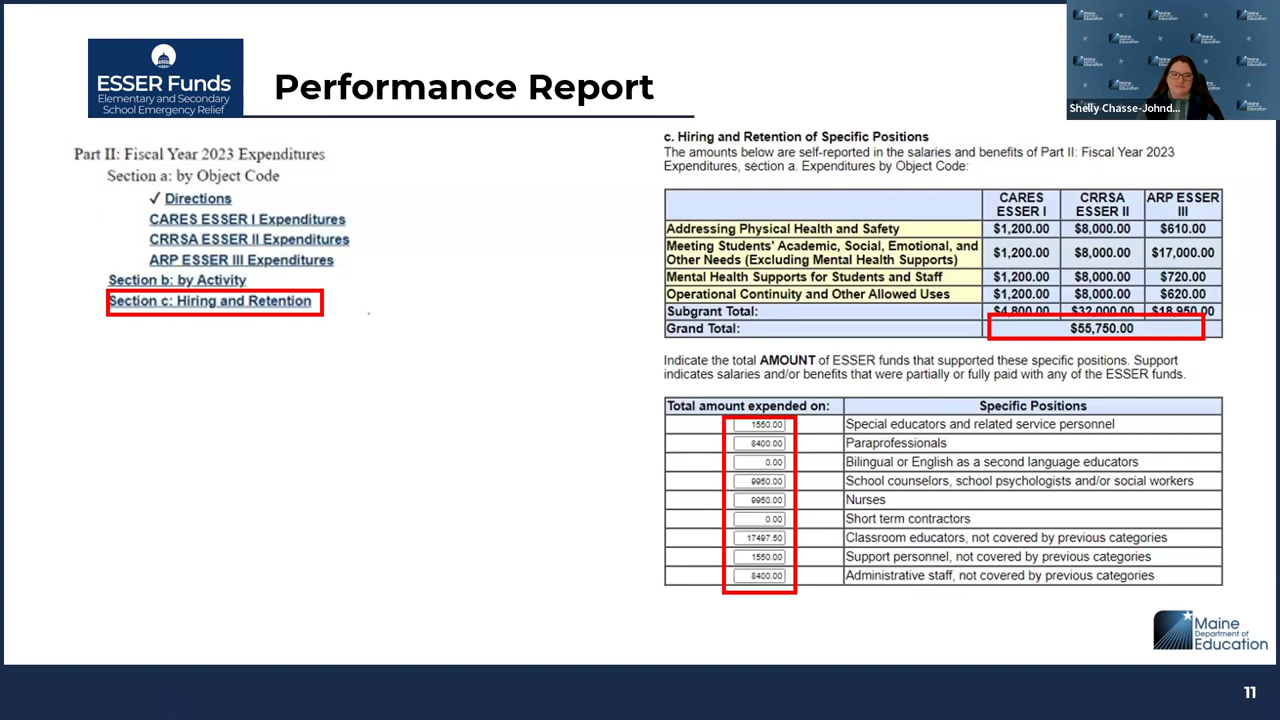 ESSER Funds
Elementary and Secondary
School Emergency Relief
Performance Report
Maine
Department of
Education
Shelly Chasse-Johnd...
Part II: Fiscal Year 2023 Expenditures
Section a: by Object Code
✓ Directions
CARES ESSER I Expenditures
CRRSA ESSER II Expenditures
ARP ESSER III Expenditures
Section b: by Activity
Section c: Hiring and Retention
c. Hiring and Retention of Specific Positions
The amounts below are self-reported in the salaries and benefits of Part II: Fiscal Year 2023
Expenditures, section a. Expenditures by Object Code:
CARES ESSER I CRRSA ESSER II ARP ESSER III
Addressing Physical Health and Safety $1,200.00 $8,000.00 $610.00
Meeting Students' Academic, Social, Emotional, and
Other Needs (Excluding Mental Health Supports) $1,200.00 $8,000.00 $17,000.00
Mental Health Supports for Students and Staff $1,200.00 $8,000.00 $720.00
Operational Continuity and Other Allowed Uses $1,200.00 $8,000.00 $620.00
Subgrant Total: $4,800.00 $32,000.00 $18,950.00
Grand Total: $55,750.00
Indicate the total AMOUNT of ESSER funds that supported these specific positions. Support
indicates salaries and/or benefits that were partially or fully paid with any of the ESSER funds.
Total amount expended on: Specific Positions
1550.00 Special educators and related service personnel
8400.00 Paraprofessionals
0.00 Bilingual or English as a second language educators
9950.00 School counselors, school psychologists and/or social workers
9950.00 Nurses
0.00 Short term contractors
17497.50 Classroom educators, not covered by previous categories
1550.00 Support personnel, not covered by previous categories
8400.00 Administrative staff, not covered by previous categories
Maine
Department of
Education
11